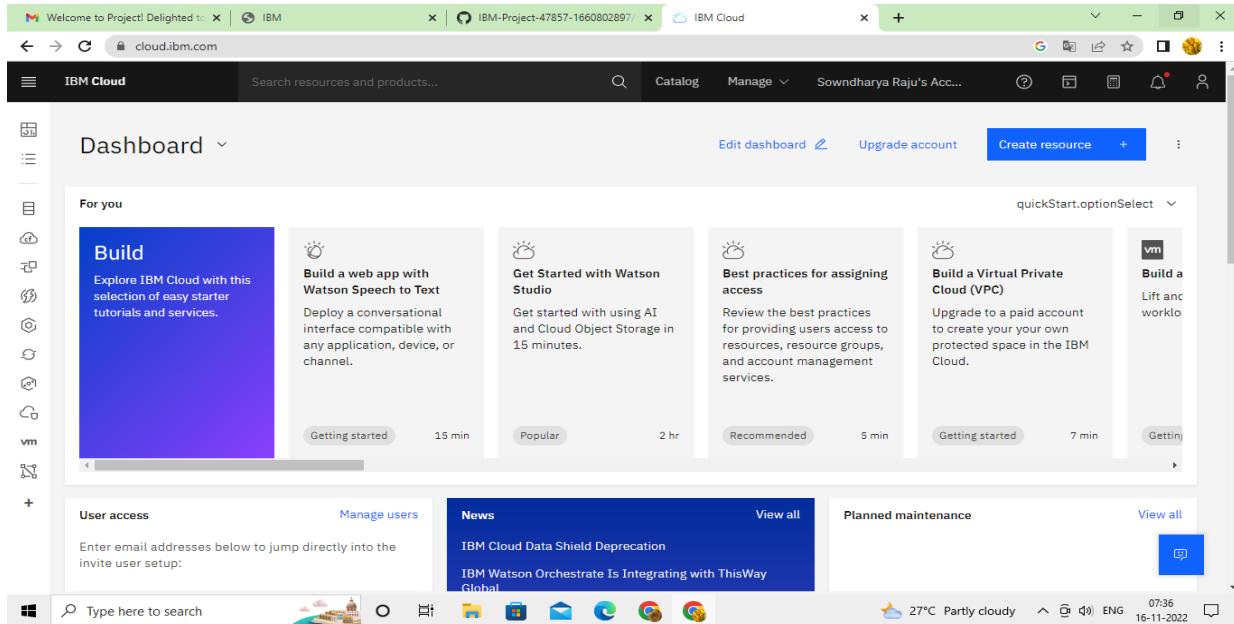 Welcome to Project! Delighted to
IBM
IBM-Project-47857-1660802897/
IBM Cloud
cloud.ibm.com
IBM Cloud
Search resources and products...
Catalog
Manage
Sowndharya Raju's Acc...
Dashboard
Edit dashboard
Upgrade account
Create resource +
For you
quickStart.optionSelect
Build
Explore IBM Cloud with this
selection of easy starter
tutorials and services.
Build a web app with
Watson Speech to Text
Deploy a conversational
interface compatible with
any application, device, or
channel.
Getting started
15 min
Get Started with Watson
Studio
Get started with using AI
and Cloud Object Storage in
15 minutes.
Popular
2 hr
Best practices for assigning
access
Review the best practices
for providing users access to
resources, resource groups,
and account management
services.
Recommended
5 min
Build a Virtual Private
Cloud (VPC)
Upgrade to a paid account
to create your your own
protected space in the IBM
Cloud.
Getting started
7 min
vm
Build a
Lift and
worklo
Getting
vm
User access
Manage users
Enter email addresses below to jump directly into the
invite user setup:
News
View all
IBM Cloud Data Shield Deprecation
IBM Watson Orchestrate Is Integrating with ThisWay
Global
Planned maintenance
View all
Type here to search
27°C Partly cloudy
ENG
07:36
16-11-2022